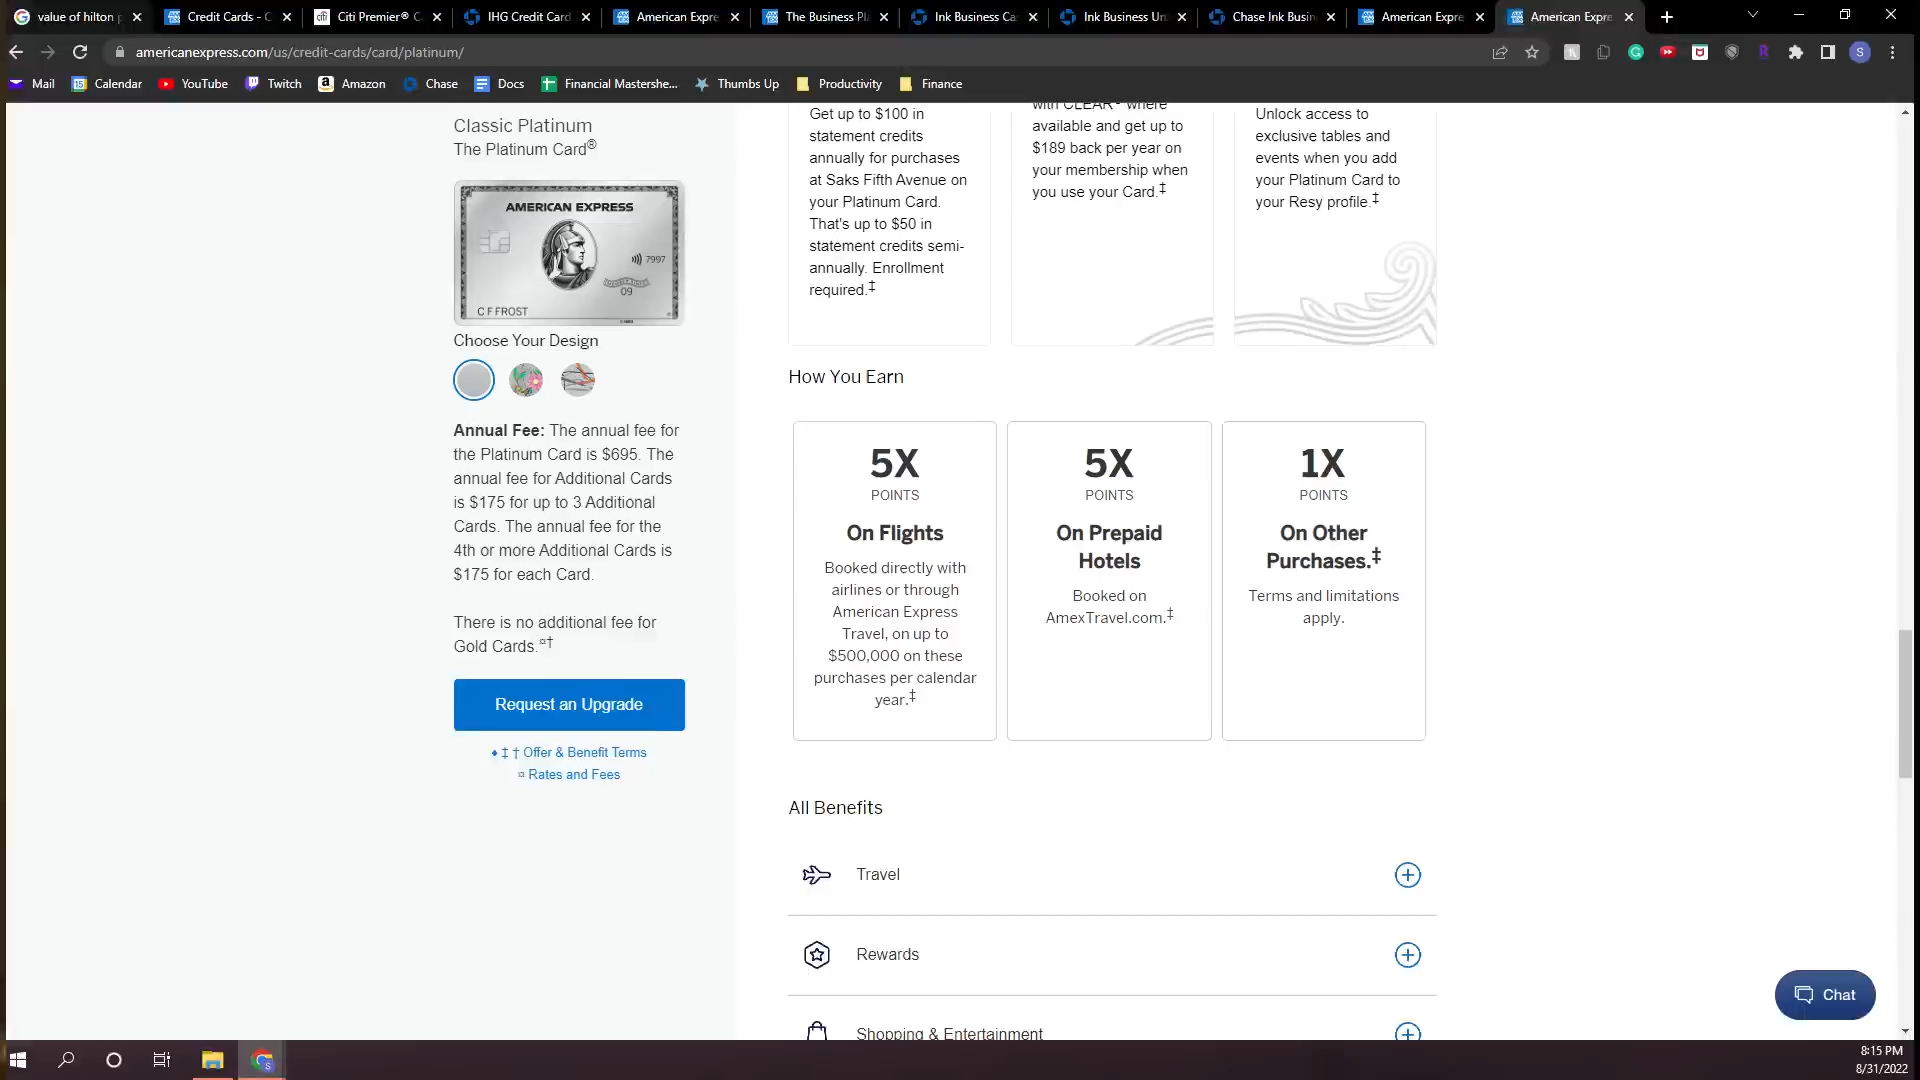 value of hilton p
Credit Cards - C
Citi Premier® C
IHG Credit Card
American Expre
The Business Pl
Ink Business Ca
Ink Business Un
Chase Ink Busin
American Expre
American Expre
americanexpress.com/us/credit-cards/card/platinum/
Mail
Calendar
YouTube
Twitch
Amazon
Chase
Docs
Financial Mastershe...
Thumbs Up
Productivity
Finance
Classic Platinum
The Platinum Card®
AMERICAN EXPRESS
7997
09
C F FROST
Choose Your Design
Annual Fee: The annual fee for
the Platinum Card is $695. The
annual fee for Additional Cards
is $175 for up to 3 Additional
Cards. The annual fee for the
4th or more Additional Cards is
$175 for each Card.
There is no additional fee for
Gold Cards.¤†
Request an Upgrade
♦ ‡ † Offer & Benefit Terms
¤ Rates and Fees
Get up to $100 in
statement credits
annually for purchases
at Saks Fifth Avenue on
your Platinum Card.
That's up to $50 in
statement credits semi-
annually. Enrollment
required.‡
with CLEAR® where
available and get up to
$189 back per year on
your membership when
you use your Card.‡
Unlock access to
exclusive tables and
events when you add
your Platinum Card to
your Resy profile.‡
How You Earn
5X
POINTS
On Flights
Booked directly with
airlines or through
American Express
Travel, on up to
$500,000 on these
purchases per calendar
year.‡
5X
POINTS
On Prepaid
Hotels
Booked on
AmexTravel.com.‡
1X
POINTS
On Other
Purchases.‡
Terms and limitations
apply.
All Benefits
Travel
Rewards
Shopping & Entertainment
Chat
8:15 PM
8/31/2022